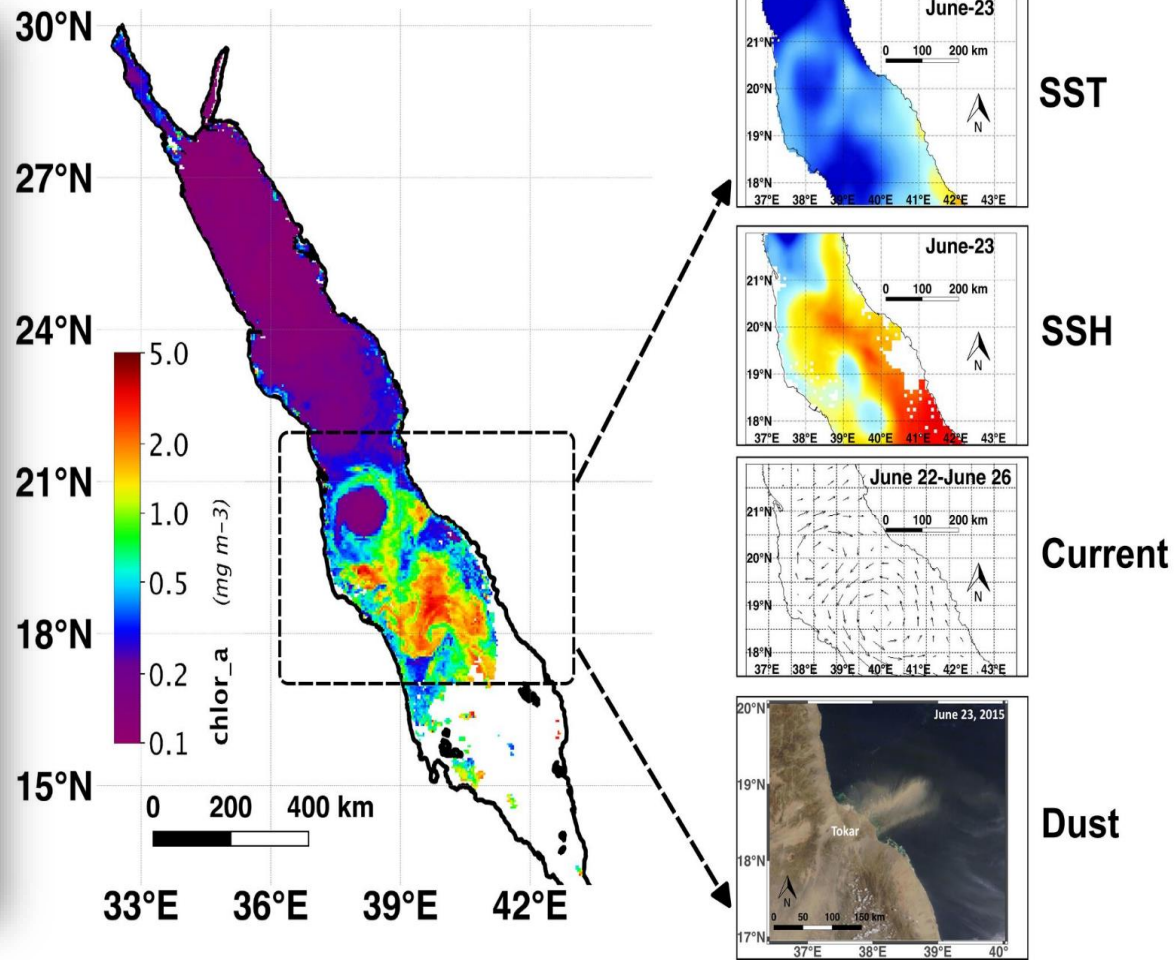 30°N
27°N
24°N
21°N
18°N
15°N
5.0
2.0
1.0
0.5
0.2
0.1
chlor_a (mg m−3)
0 200 400 km
33°E 36°E 39°E 42°E
June-23
0 100 200 km
N
21°N
20°N
19°N
18°N
37°E 38°E 39°E 40°E 41°E 42°E 43°E
SST
June-23
0 100 200 km
N
21°N
20°N
19°N
18°N
37°E 38°E 39°E 40°E 41°E 42°E 43°E
SSH
June 22-June 26
0 100 200 km
N
21°N
20°N
19°N
18°N
37°E 38°E 39°E 40°E 41°E 42°E 43°E
Current
June 23, 2015
20°N
19°N
18°N
17°N
Tokar
N
0 50 100 150 km
37°E 38°E 39°E 40°
Dust